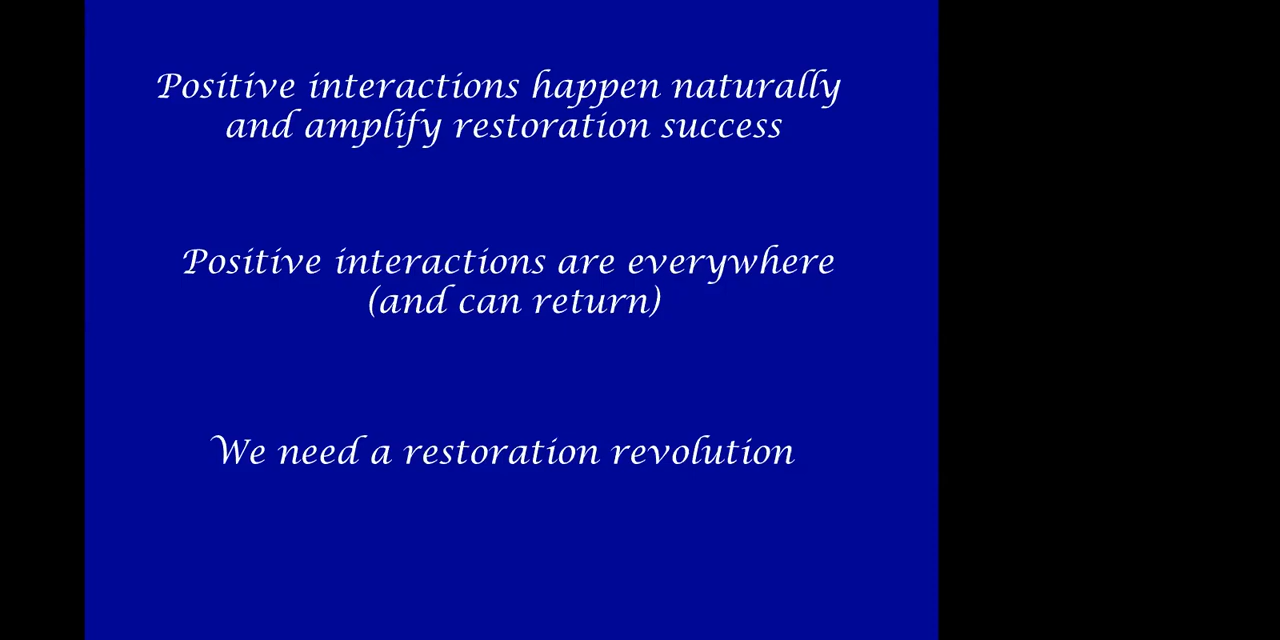 Positive interactions happen naturally
and amplify restoration success
Positive interactions are everywhere
(and can return)
We need a restoration revolution